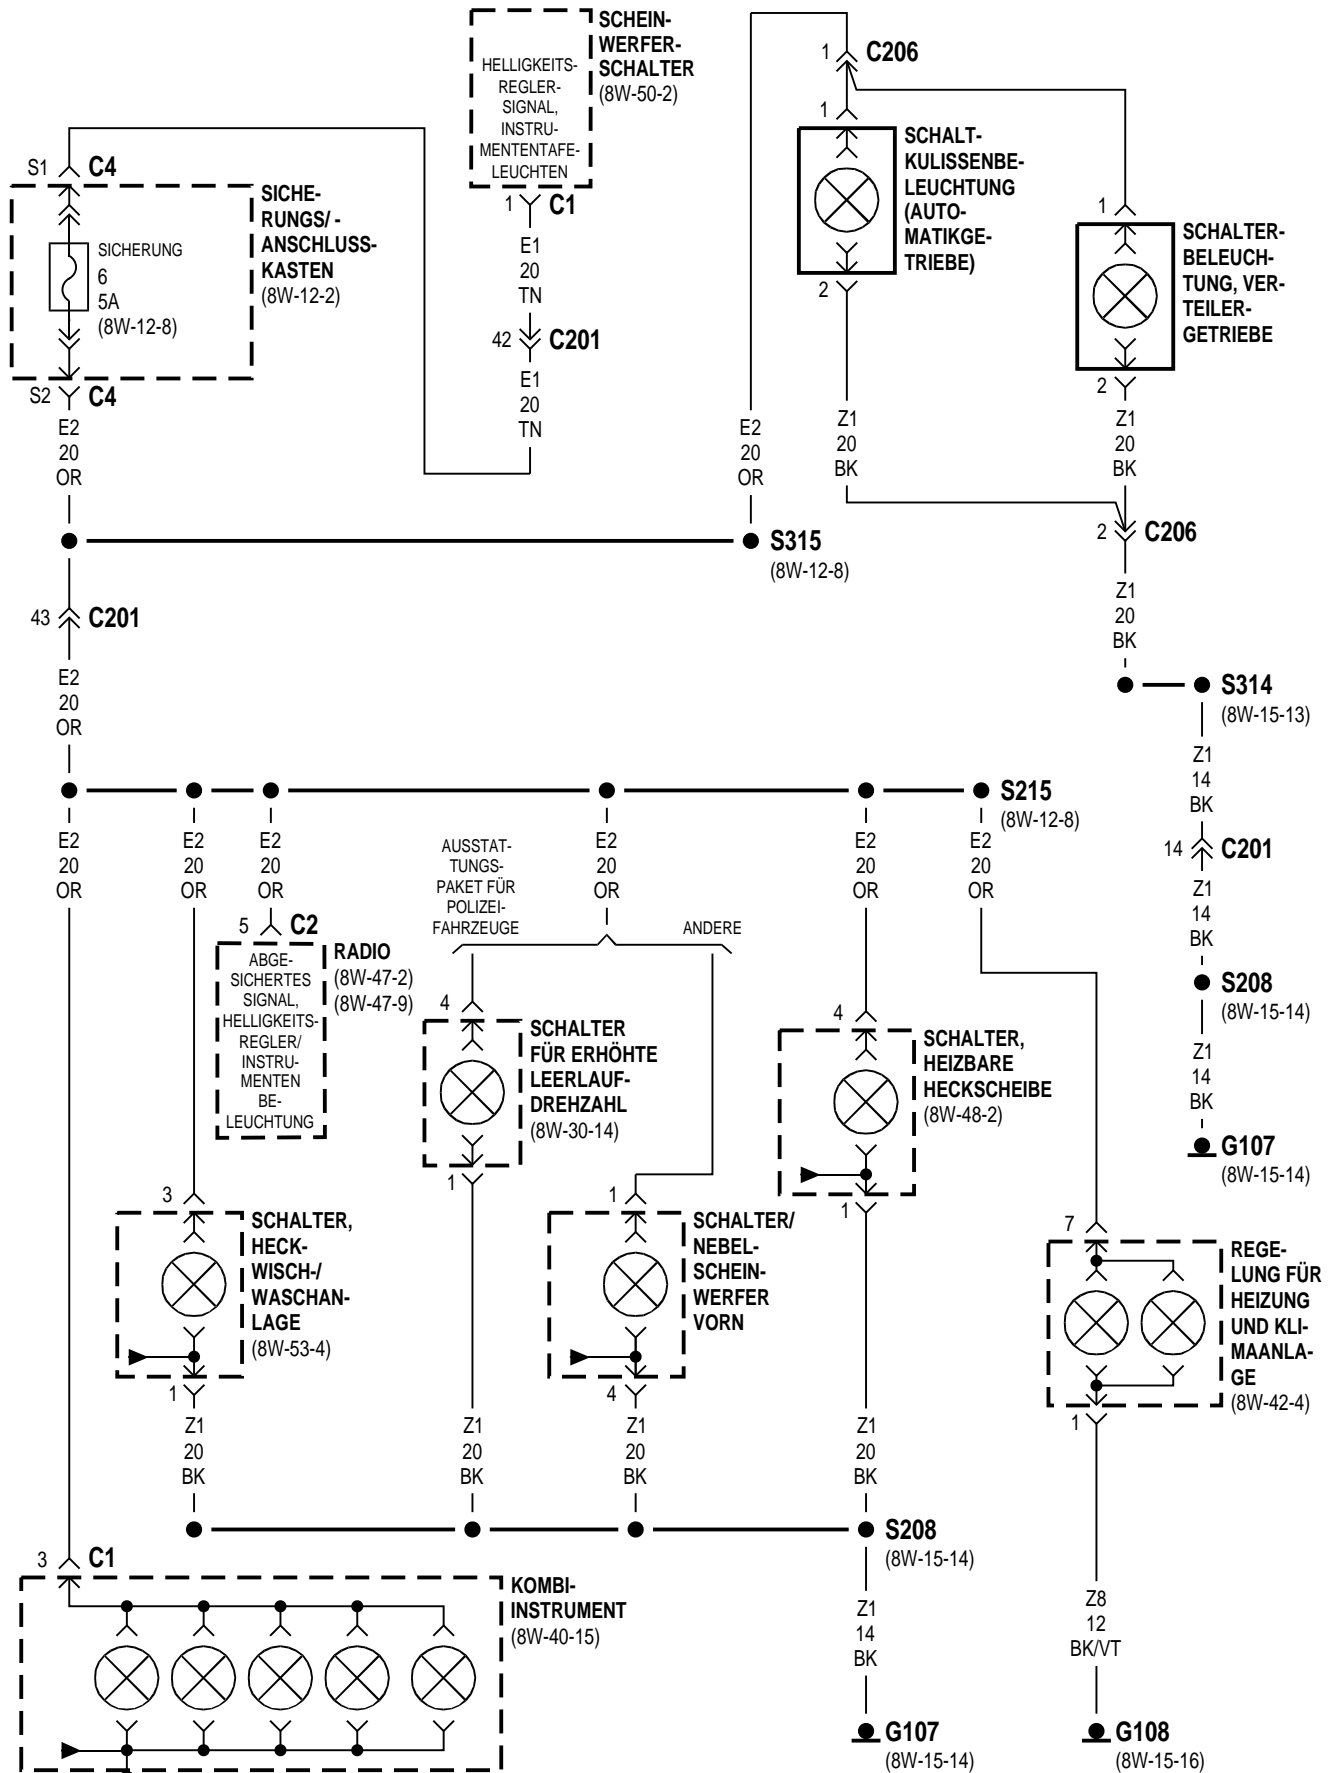 SCHEIN-
WERFER-
SCHALTER
(8W-50-2)
HELLIGKEITS-
REGLER-
SIGNAL,
INSTRU-
MENTENTAFE-
LEUCHTEN
1
C1
E1
20
TN
42
C201
E1
20
TN
S1
C4
SICHE-
RUNGS/ -
ANSCHLUSS-
KASTEN
(8W-12-2)
SICHERUNG
6
5A
(8W-12-8)
S2
C4
E2
20
OR
1
C206
1
SCHALT-
KULISSENBE-
LEUCHTUNG
(AUTO-
MATIKGE-
TRIEBE)
2
1
SCHALTER-
BELEUCH-
TUNG, VER-
TEILER-
GETRIEBE
2
E2
20
OR
Z1
20
BK
Z1
20
BK
S315
(8W-12-8)
2
C206
Z1
20
BK
43
C201
E2
20
OR
S314
(8W-15-13)
Z1
14
BK
14
C201
Z1
14
BK
S208
(8W-15-14)
Z1
14
BK
G107
(8W-15-14)
S215
(8W-12-8)
E2
20
OR
E2
20
OR
E2
20
OR
E2
20
OR
E2
20
OR
E2
20
OR
AUSSTAT-
TUNGS-
PAKET FÜR
POLIZEI-
FAHRZEUGE
ANDERE
5
C2
RADIO
(8W-47-2)
(8W-47-9)
ABGE-
SICHERTES
SIGNAL,
HELLIGKEITS-
REGLER/
INSTRU-
MENTEN
BE-
LEUCHTUNG
4
SCHALTER
FÜR ERHÖHTE
LEERLAUF-
DREHZAHL
(8W-30-14)
1
4
SCHALTER,
HEIZBARE
HECKSCHEIBE
(8W-48-2)
1
3
SCHALTER,
HECK-
WISCH-/
WASCHAN-
LAGE
(8W-53-4)
1
1
SCHALTER/
NEBEL-
SCHEIN-
WERFER
VORN
4
7
REGE-
LUNG FÜR
HEIZUNG
UND KLI-
MAANLA-
GE
(8W-42-4)
1
Z1
20
BK
Z1
20
BK
Z1
20
BK
Z1
20
BK
S208
(8W-15-14)
3
C1
KOMBI-
INSTRUMENT
(8W-40-15)
Z1
14
BK
G107
(8W-15-14)
Z8
12
BK/VT
G108
(8W-15-16)